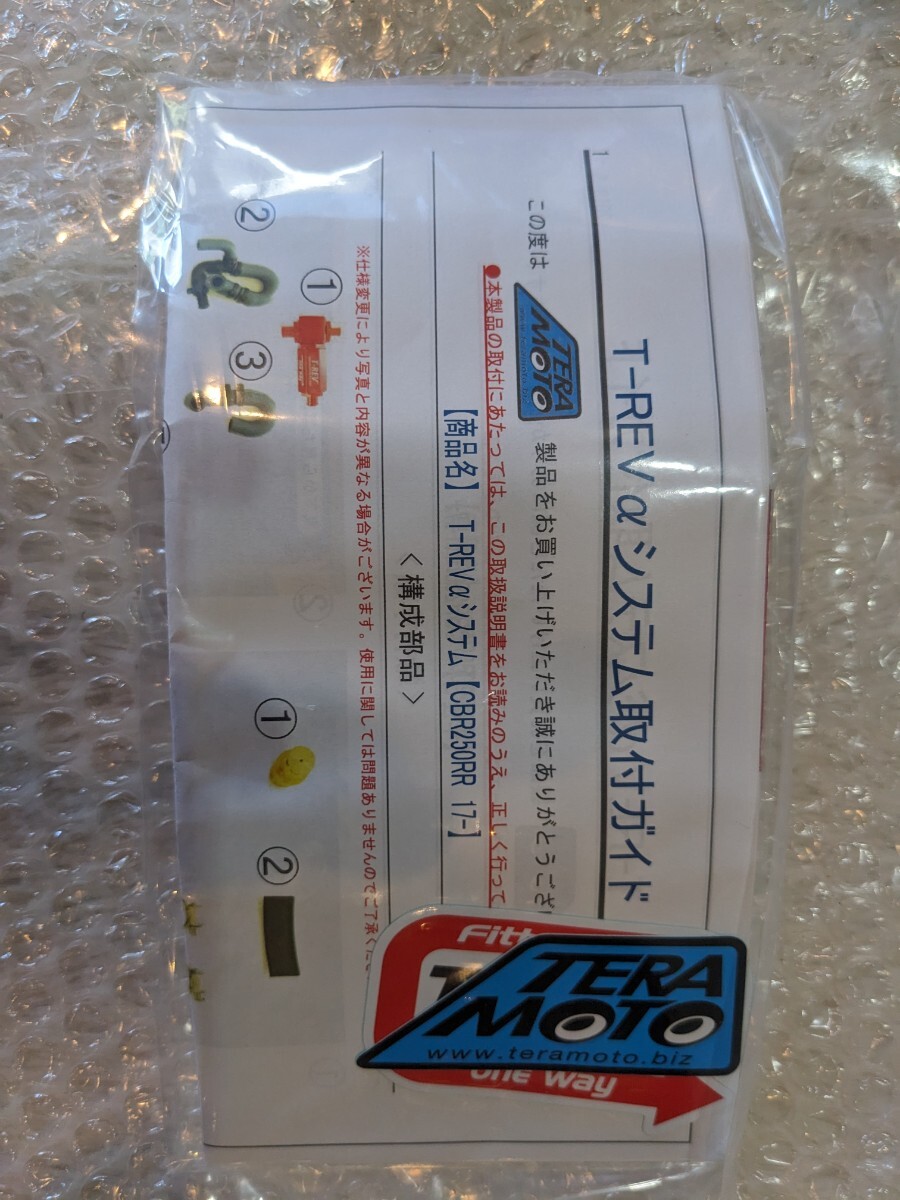 1
T-REVαシステム取付ガイド
この度は TERA MOTO 製品をお買い上げいただき誠にありがとうござい
●本製品の取付にあたっては、この取扱説明書をお読みのうえ、正しく行って
【商品名】 T-REVαシステム【CBR250RR 17-】
<構成部品>
※仕様変更により写真と内容が異なる場合がございます。使用に関しては問題ありませんのでご了承くだ
①
T-REV
②
③
①
②
Fitt
TERA
MOTO
www.teramoto.biz
one way